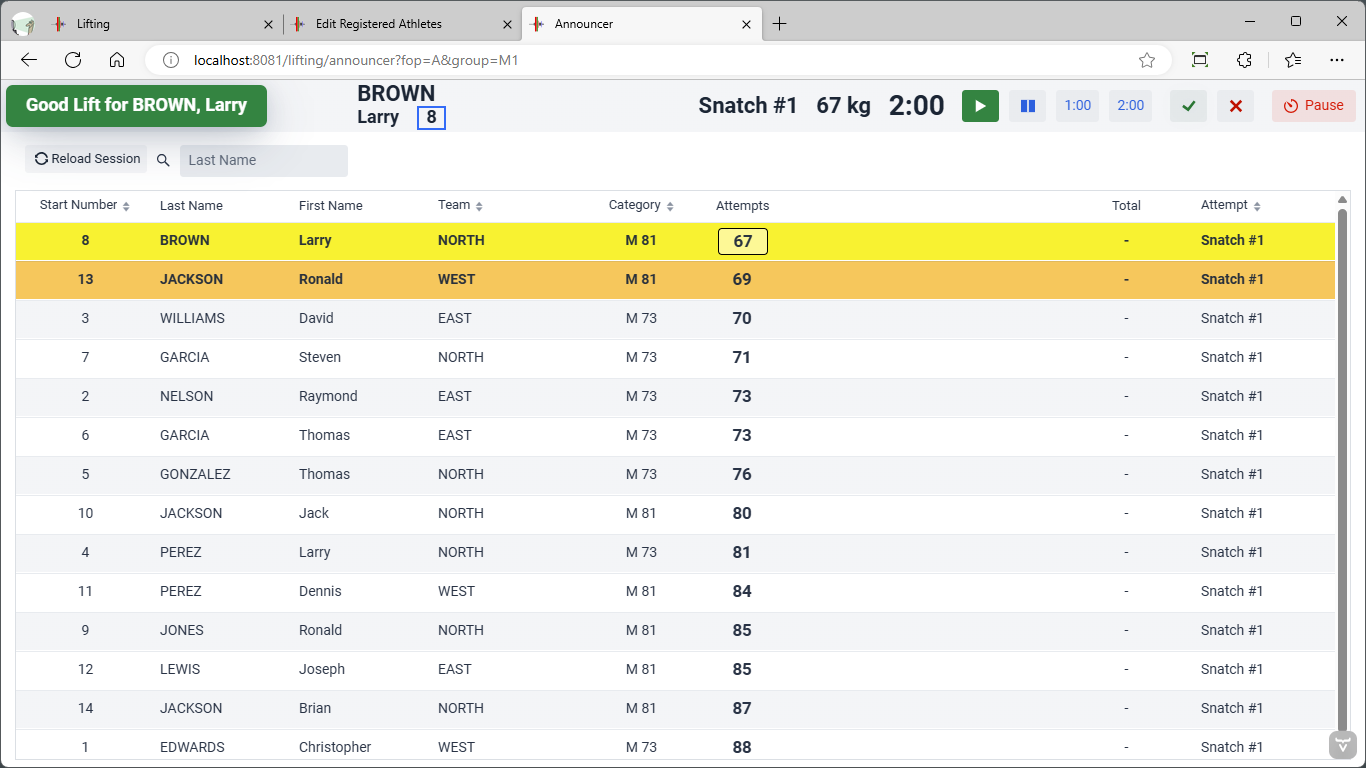 Lifting
Edit Registered Athletes
Announcer
localhost:8081/lifting/announcer?fop=A&group=M1
Good Lift for BROWN, Larry
BROWN
Larry 8
Snatch #1 67 kg 2:00 1:00 2:00 Pause
Reload Session Last Name
Start Number Last Name First Name Team Category Attempts Total Attempt
8 BROWN Larry NORTH M 81 67 - Snatch #1
13 JACKSON Ronald WEST M 81 69 - Snatch #1
3 WILLIAMS David EAST M 73 70 - Snatch #1
7 GARCIA Steven NORTH M 73 71 - Snatch #1
2 NELSON Raymond EAST M 73 73 - Snatch #1
6 GARCIA Thomas EAST M 73 73 - Snatch #1
5 GONZALEZ Thomas NORTH M 73 76 - Snatch #1
10 JACKSON Jack NORTH M 81 80 - Snatch #1
4 PEREZ Larry NORTH M 73 81 - Snatch #1
11 PEREZ Dennis WEST M 81 84 - Snatch #1
9 JONES Ronald NORTH M 81 85 - Snatch #1
12 LEWIS Joseph EAST M 81 85 - Snatch #1
14 JACKSON Brian NORTH M 81 87 - Snatch #1
1 EDWARDS Christopher WEST M 73 88 - Snatch #1